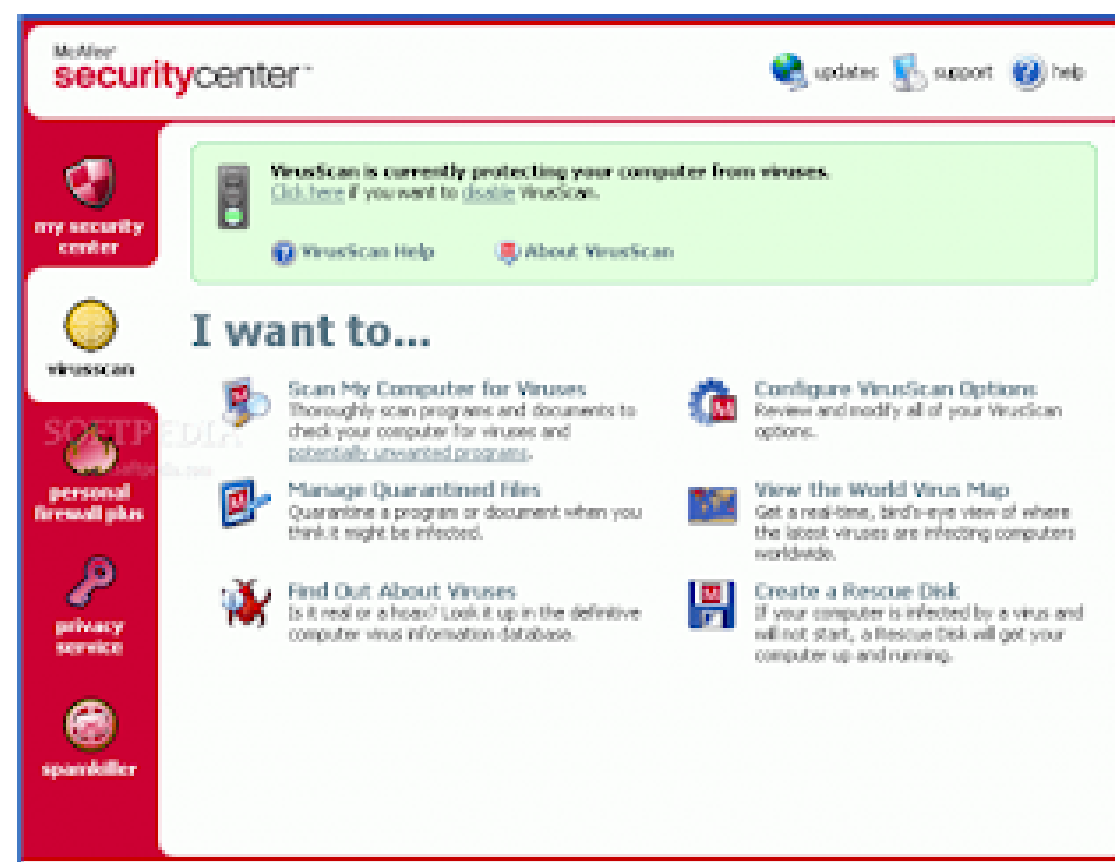 McAfee
securitycenter™
updates support help
my security
center
virusscan
personal
firewall plus
privacy
service
spamkiller
VirusScan is currently protecting your computer from viruses.
Click here if you want to disable VirusScan.
VirusScan Help About VirusScan
I want to...
Scan My Computer for Viruses
Thoroughly scan programs and documents to
check your computer for viruses and
potentially unwanted programs.
Configure VirusScan Options
Review and modify all of your VirusScan
options.
Manage Quarantined Files
Quarantine a program or document when you
think it might be infected.
View the World Virus Map
Get a real-time, bird's-eye view of where
the latest viruses are infecting computers
worldwide.
Find Out About Viruses
Is it real or a hoax? Look it up in the definitive
computer virus information database.
Create a Rescue Disk
If your computer is infected by a virus and
will not start, a Rescue Disk will get your
computer up and running.
SOFTPEDIA